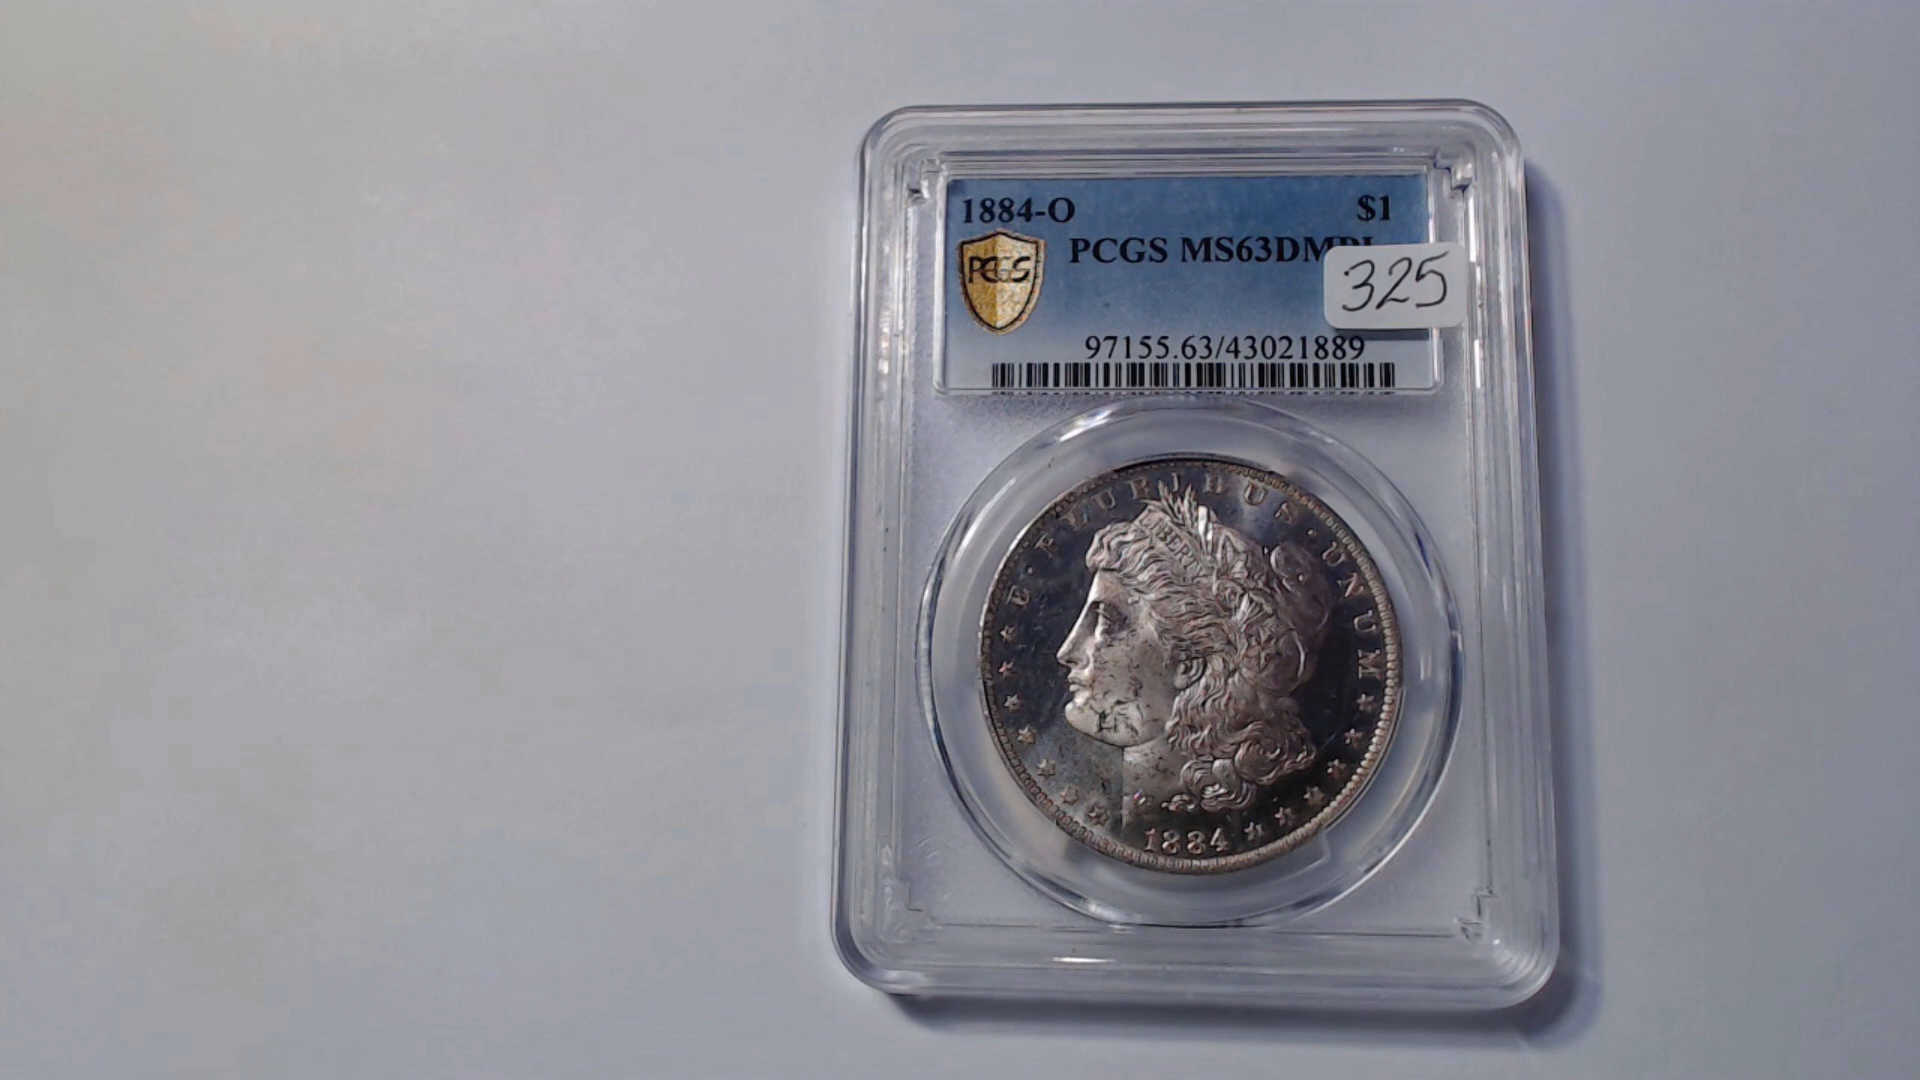 1884-O $1
PCGS MS63DMPL
PCGS
325
97155.63/43021889
E · PLURIBUS · UNUM
LIBERTY
1884